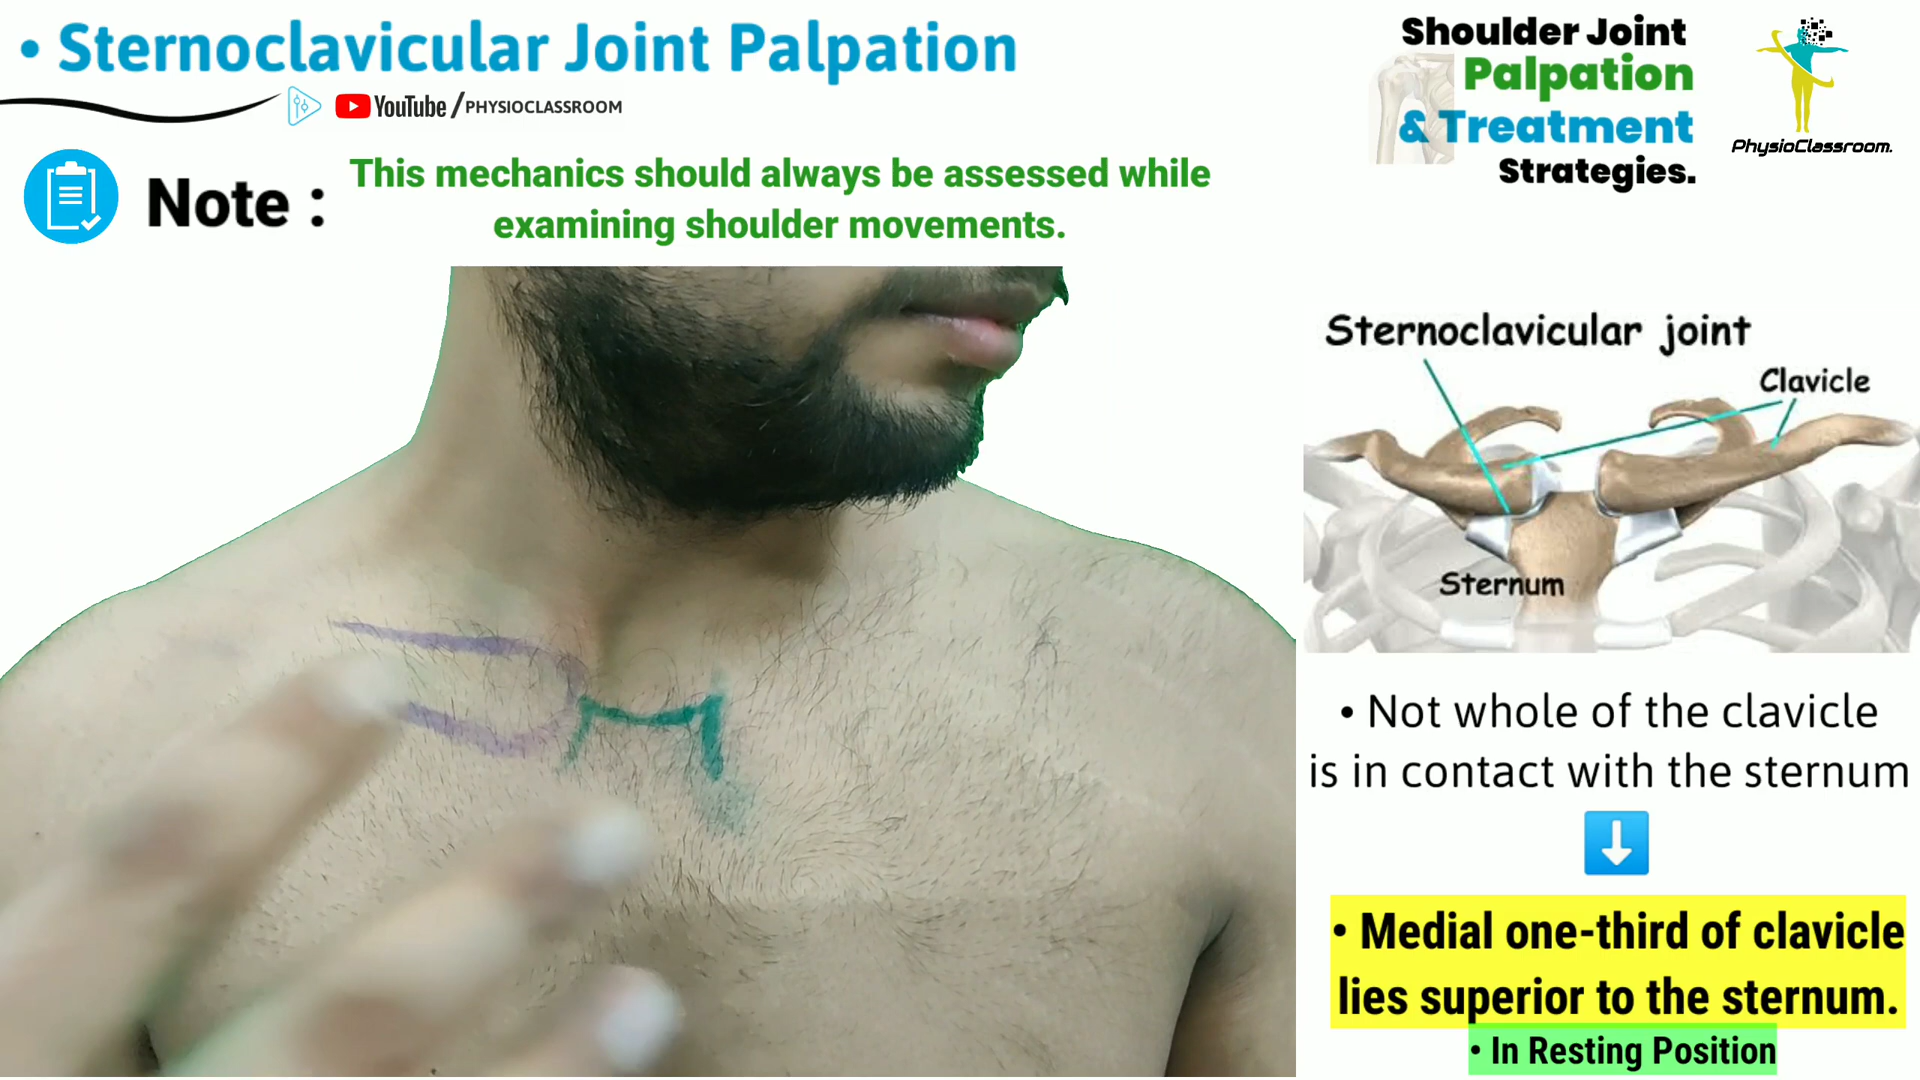 • Sternoclavicular Joint Palpation
YouTube /PHYSIOCLASSROOM
Note :
This mechanics should always be assessed while
examining shoulder movements.
Shoulder Joint
Palpation
& Treatment
Strategies.
PhysioClassroom.
Sternoclavicular joint
Clavicle
Sternum
• Not whole of the clavicle
is in contact with the sternum
• Medial one-third of clavicle
lies superior to the sternum.
• In Resting Position